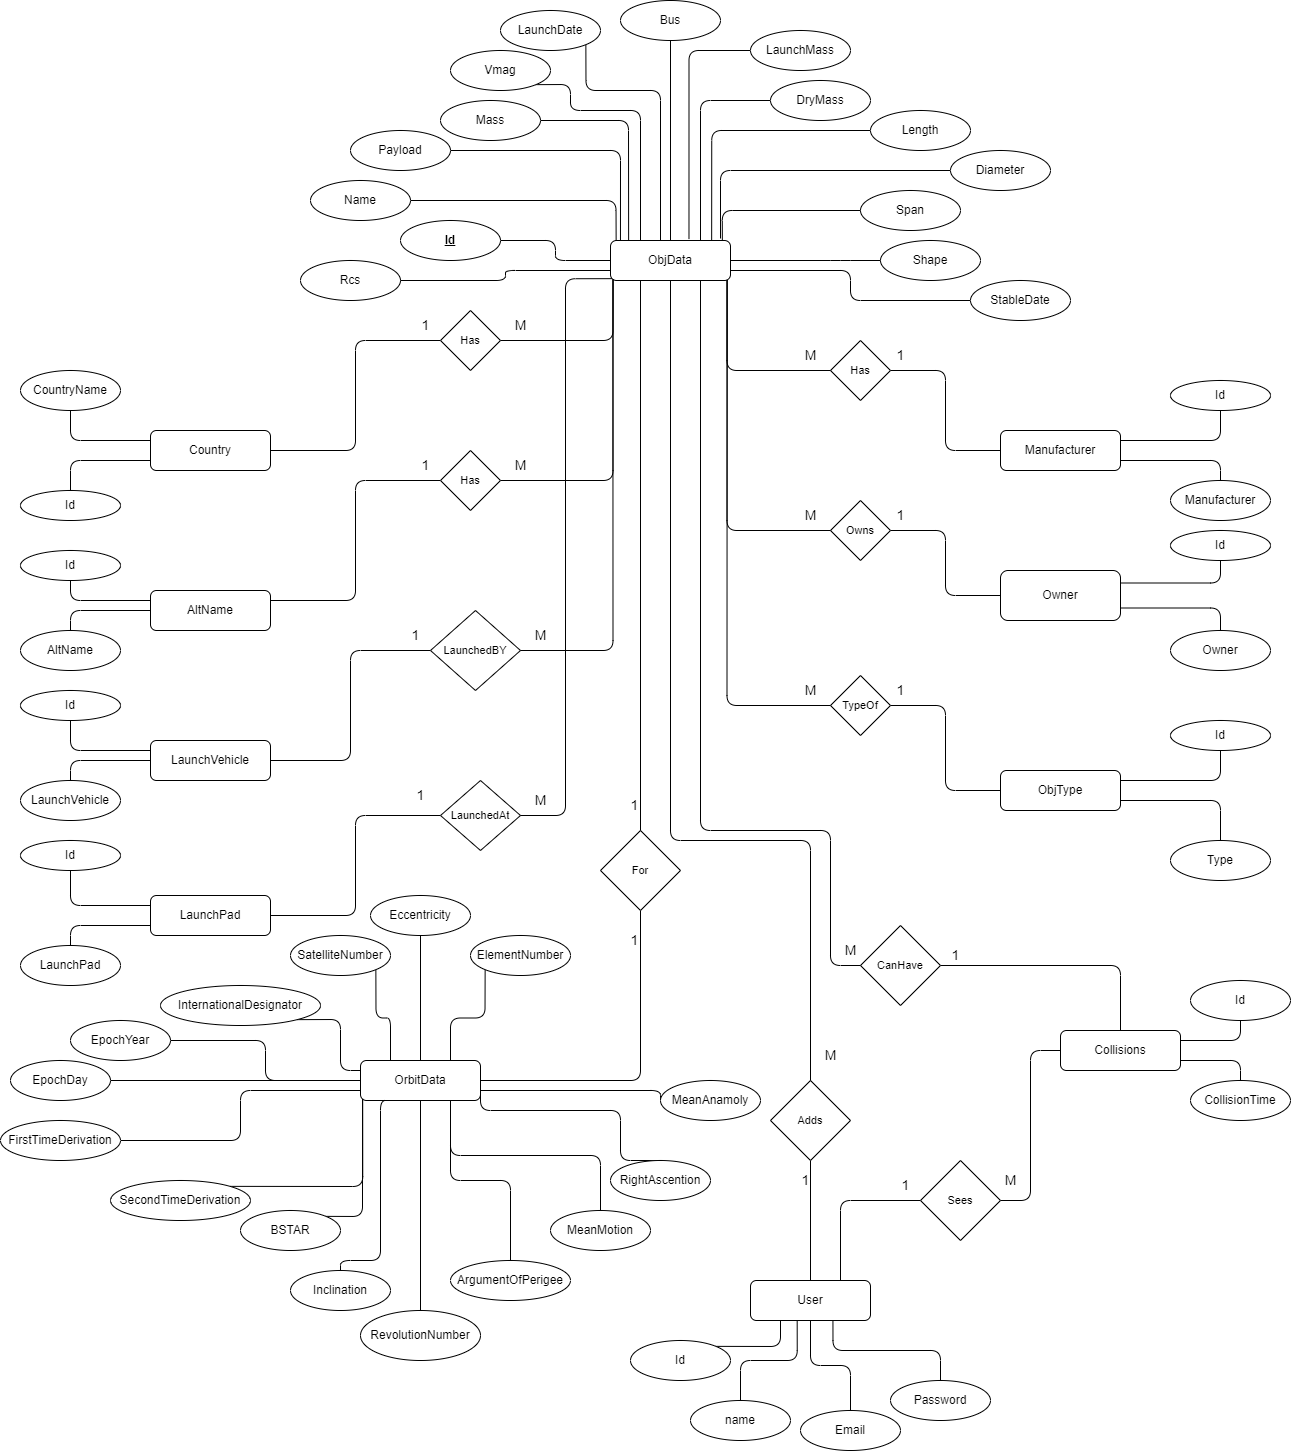 Bus
LaunchDate
LaunchMass
Vmag
DryMass
Mass
Length
Payload
Diameter
Name
Span
Id
ObjData
Shape
Rcs
StableDate
1
M
Has
M
1
Has
CountryName
Id
Country
Manufacturer
Id
Manufacturer
1
M
Has
M
1
Owns
Id
Id
AltName
Owner
AltName
Owner
1
M
LaunchedBY
M
1
TypeOf
Id
Id
LaunchVehicle
ObjType
LaunchVehicle
1
M
LaunchedAt
1
Id
Type
For
LaunchPad
Eccentricity
1
LaunchPad
SatelliteNumber
ElementNumber
M
1
CanHave
InternationalDesignator
Id
EpochYear
Collisions
M
EpochDay
OrbitData
MeanAnamoly
CollisionTime
Adds
FirstTimeDerivation
RightAscention
1
1
M
Sees
SecondTimeDerivation
BSTAR
MeanMotion
Inclination
ArgumentOfPerigee
User
RevolutionNumber
Id
name
Email
Password